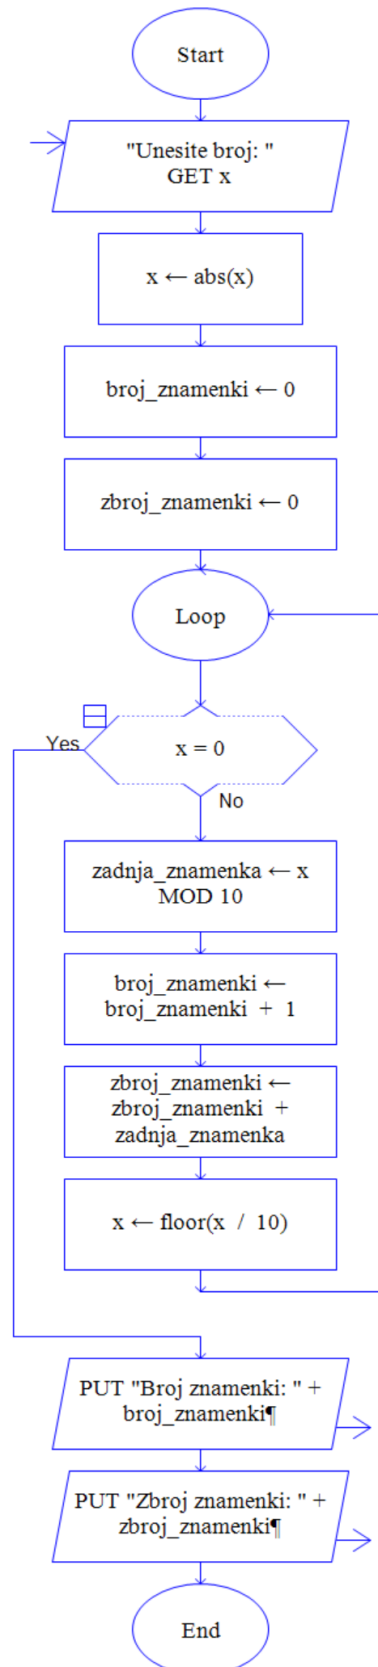 Start
"Unesite broj: "
GET x
x ← abs(x)
broj_znamenki ← 0
zbroj_znamenki ← 0
Loop
Yes
x = 0
No
zadnja_znamenka ← x
MOD 10
broj_znamenki ←
broj_znamenki + 1
zbroj_znamenki ←
zbroj_znamenki +
zadnja_znamenka
x ← floor(x / 10)
PUT "Broj znamenki: " +
broj_znamenki¶
PUT "Zbroj znamenki: " +
zbroj_znamenki¶
End